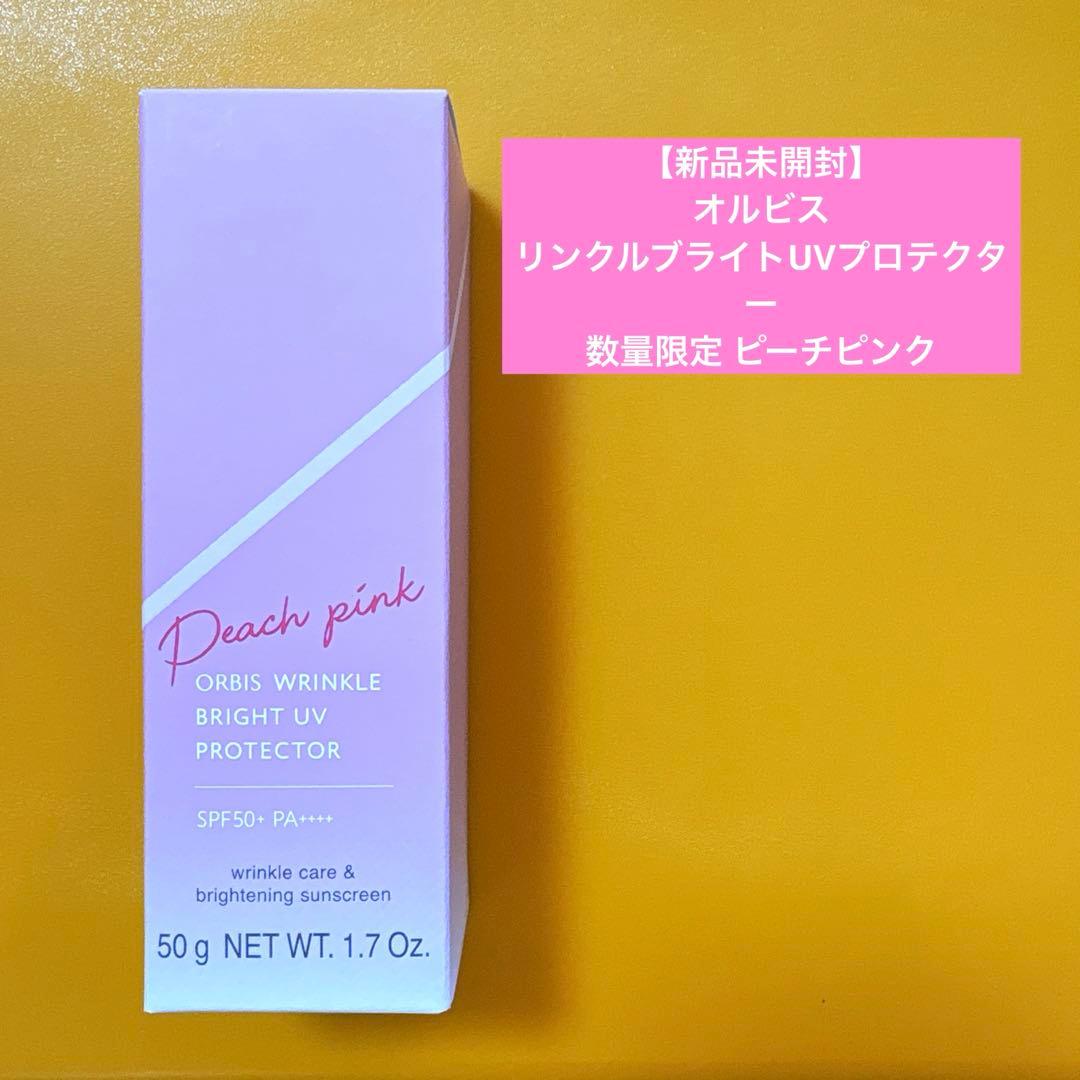 【新品未開封】
オルビス
リンクルブライトUVプロテクタ
ー
数量限定 ピーチピンク
Peach pink
ORBIS WRINKLE
BRIGHT UV
PROTECTOR
SPF50+ PA++++
wrinkle care &
brightening sunscreen
50 g NET WT. 1.7 Oz.